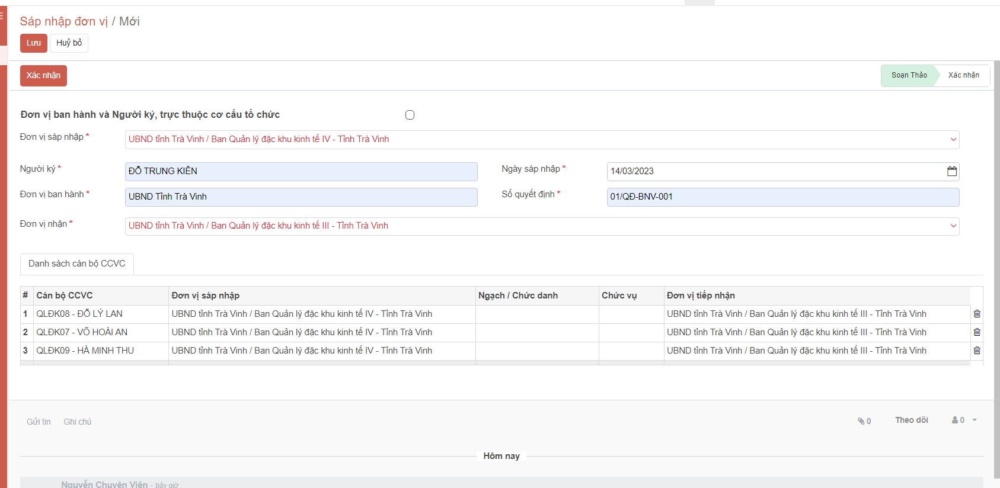 Sáp nhập đơn vị / Mới
Lưu Huỷ bỏ
Xác nhận Soạn Thảo Xác nhận
Đơn vị ban hành và Người ký, trực thuộc cơ cấu tổ chức
Đơn vị sáp nhập * UBND tỉnh Trà Vinh / Ban Quản lý đặc khu kinh tế IV - Tỉnh Trà Vinh
Người ký * ĐỖ TRUNG KIÊN Ngày sáp nhập * 14/03/2023
Đơn vị ban hành * UBND Tỉnh Trà Vinh Số quyết định * 01/QĐ-BNV-001
Đơn vị nhận * UBND tỉnh Trà Vinh / Ban Quản lý đặc khu kinh tế III - Tỉnh Trà Vinh
Danh sách cán bộ CCVC
# Cán bộ CCVC Đơn vị sáp nhập Ngạch / Chức danh Chức vụ Đơn vị tiếp nhận
1 QLĐK08 - ĐỖ LÝ LAN UBND tỉnh Trà Vinh / Ban Quản lý đặc khu kinh tế IV - Tỉnh Trà Vinh UBND tỉnh Trà Vinh / Ban Quản lý đặc khu kinh tế III - Tỉnh Trà Vinh
2 QLĐK07 - VÕ HOÀI AN UBND tỉnh Trà Vinh / Ban Quản lý đặc khu kinh tế IV - Tỉnh Trà Vinh UBND tỉnh Trà Vinh / Ban Quản lý đặc khu kinh tế III - Tỉnh Trà Vinh
3 QLĐK09 - HÀ MINH THU UBND tỉnh Trà Vinh / Ban Quản lý đặc khu kinh tế IV - Tỉnh Trà Vinh UBND tỉnh Trà Vinh / Ban Quản lý đặc khu kinh tế III - Tỉnh Trà Vinh
Gửi tin Ghi chú 0 Theo dõi 0
Hôm nay
Nguyễn Chuyên Viên - bây giờ